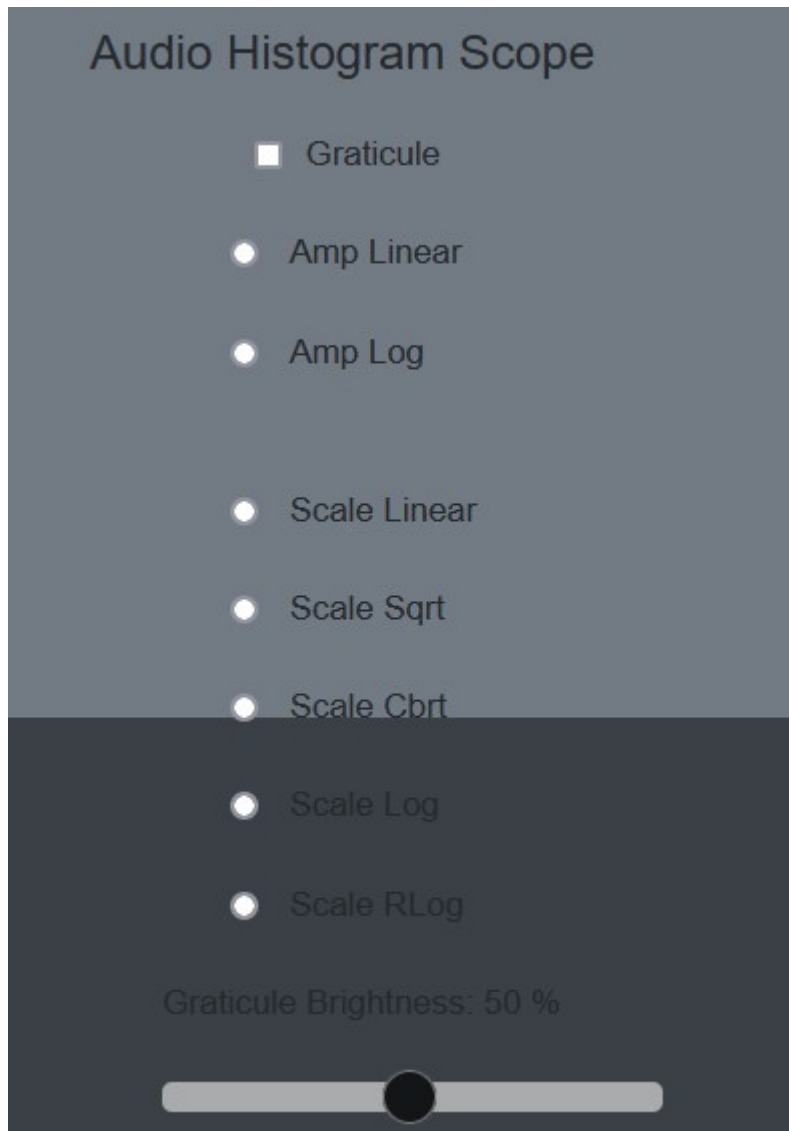 Audio Histogram Scope
Graticule
Amp Linear
Amp Log
Scale Linear
Scale Sqrt
Scale Cbrt
Scale Log
Scale RLog
Graticule Brightness: 50 %